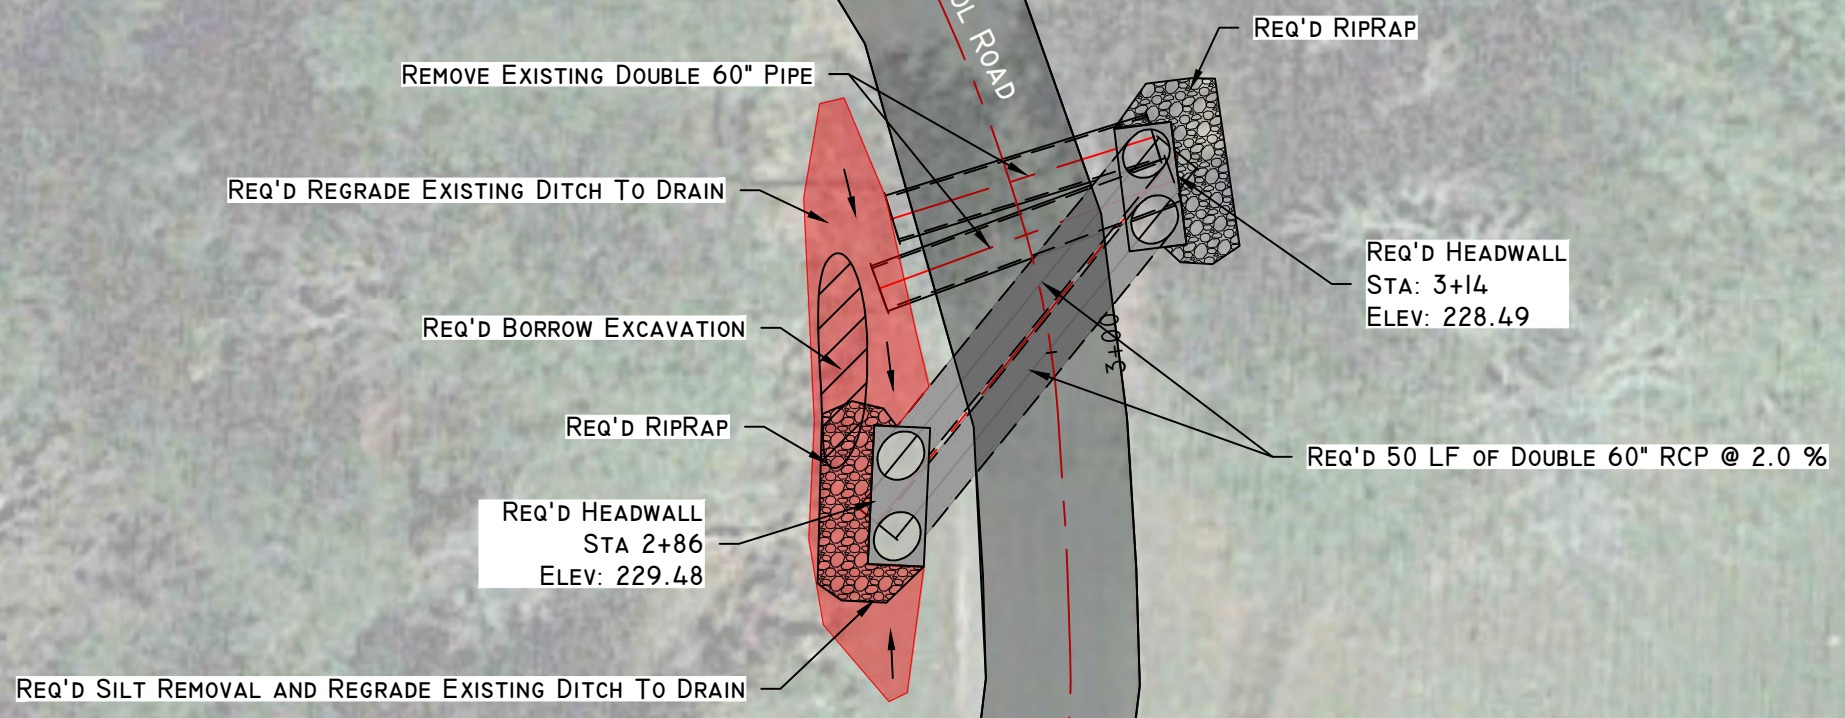 OL ROAD
REQ'D RIPRAP
REMOVE EXISTING DOUBLE 60" PIPE
REQ'D REGRADE EXISTING DITCH TO DRAIN
REQ'D HEADWALL
STA: 3+14
ELEV: 228.49
REQ'D BORROW EXCAVATION
3+00
REQ'D RIPRAP
REQ'D 50 LF OF DOUBLE 60" RCP @ 2.0 %
REQ'D HEADWALL
STA 2+86
ELEV: 229.48
REQ'D SILT REMOVAL AND REGRADE EXISTING DITCH TO DRAIN